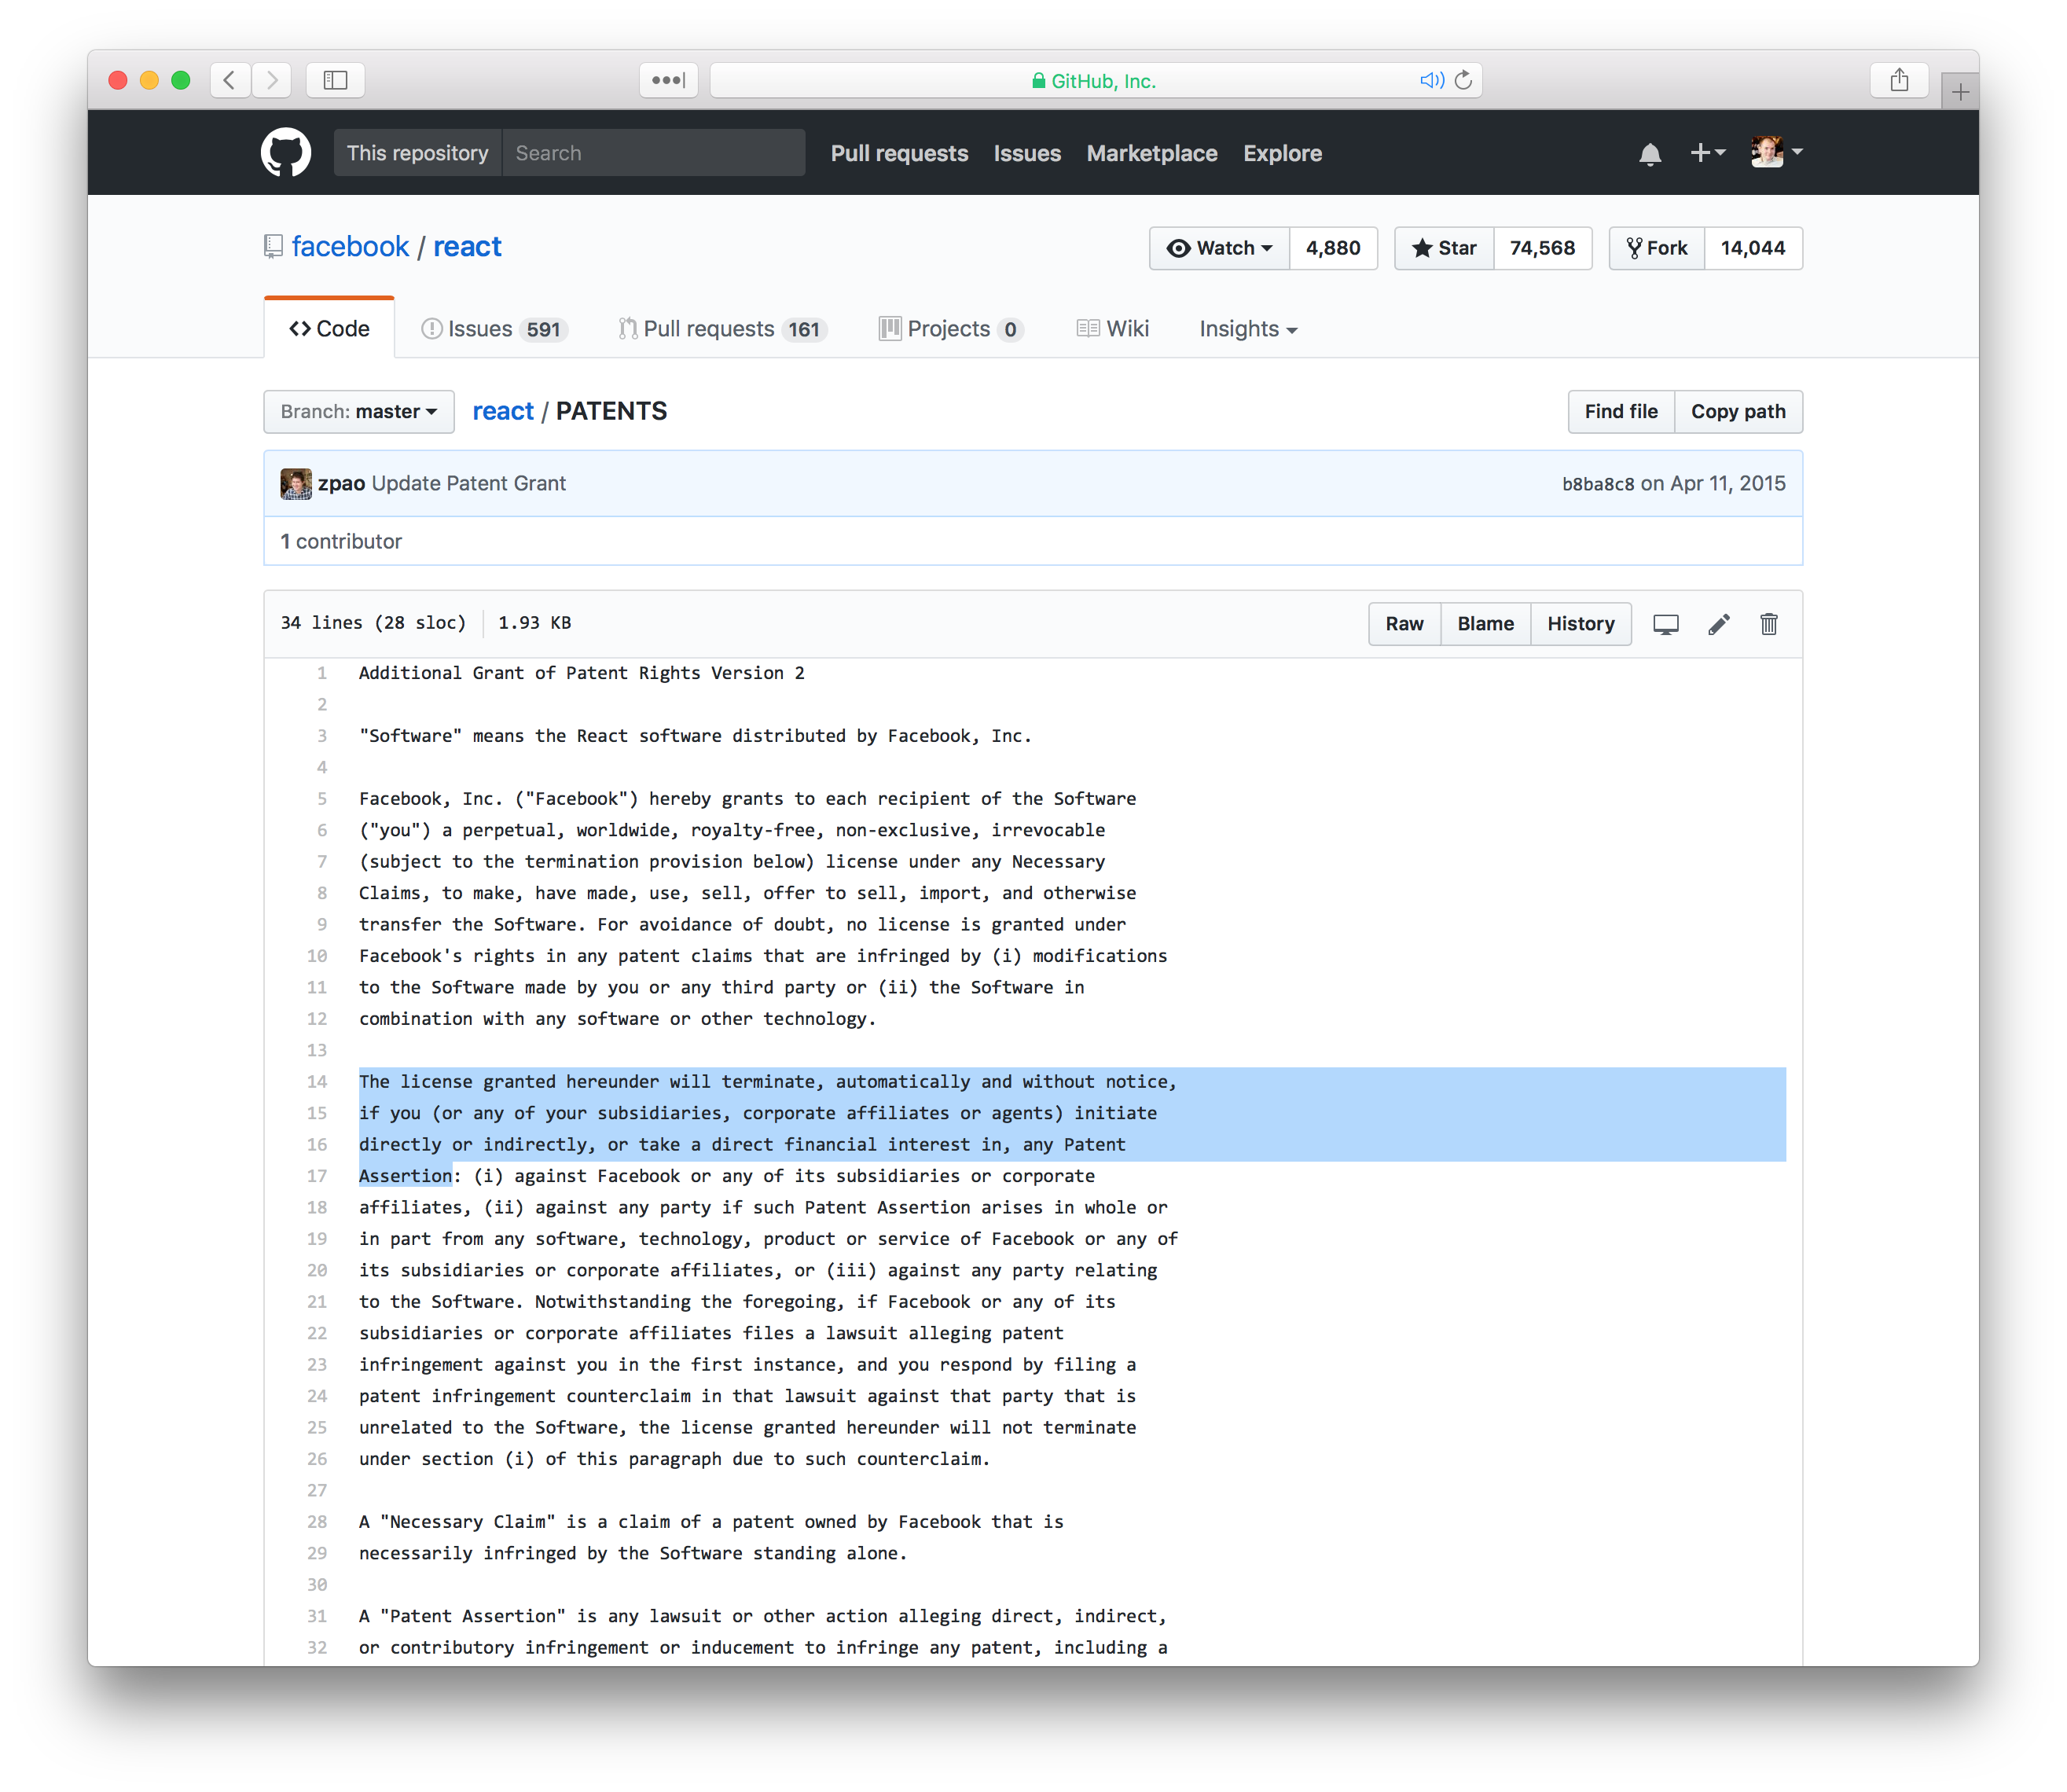 GitHub, Inc.
This repository Search Pull requests Issues Marketplace Explore
facebook / react Watch 4,880 Star 74,568 Fork 14,044
Code Issues 591 Pull requests 161 Projects 0 Wiki Insights
Branch: master react / PATENTS Find file Copy path
zpao Update Patent Grant b8ba8c8 on Apr 11, 2015
1 contributor
34 lines (28 sloc) 1.93 KB Raw Blame History
1 Additional Grant of Patent Rights Version 2
2
3 "Software" means the React software distributed by Facebook, Inc.
4
5 Facebook, Inc. ("Facebook") hereby grants to each recipient of the Software
6 ("you") a perpetual, worldwide, royalty-free, non-exclusive, irrevocable
7 (subject to the termination provision below) license under any Necessary
8 Claims, to make, have made, use, sell, offer to sell, import, and otherwise
9 transfer the Software. For avoidance of doubt, no license is granted under
10 Facebook's rights in any patent claims that are infringed by (i) modifications
11 to the Software made by you or any third party or (ii) the Software in
12 combination with any software or other technology.
13
14 The license granted hereunder will terminate, automatically and without notice,
15 if you (or any of your subsidiaries, corporate affiliates or agents) initiate
16 directly or indirectly, or take a direct financial interest in, any Patent
17 Assertion: (i) against Facebook or any of its subsidiaries or corporate
18 affiliates, (ii) against any party if such Patent Assertion arises in whole or
19 in part from any software, technology, product or service of Facebook or any of
20 its subsidiaries or corporate affiliates, or (iii) against any party relating
21 to the Software. Notwithstanding the foregoing, if Facebook or any of its
22 subsidiaries or corporate affiliates files a lawsuit alleging patent
23 infringement against you in the first instance, and you respond by filing a
24 patent infringement counterclaim in that lawsuit against that party that is
25 unrelated to the Software, the license granted hereunder will not terminate
26 under section (i) of this paragraph due to such counterclaim.
27
28 A "Necessary Claim" is a claim of a patent owned by Facebook that is
29 necessarily infringed by the Software standing alone.
30
31 A "Patent Assertion" is any lawsuit or other action alleging direct, indirect,
32 or contributory infringement or inducement to infringe any patent, including a